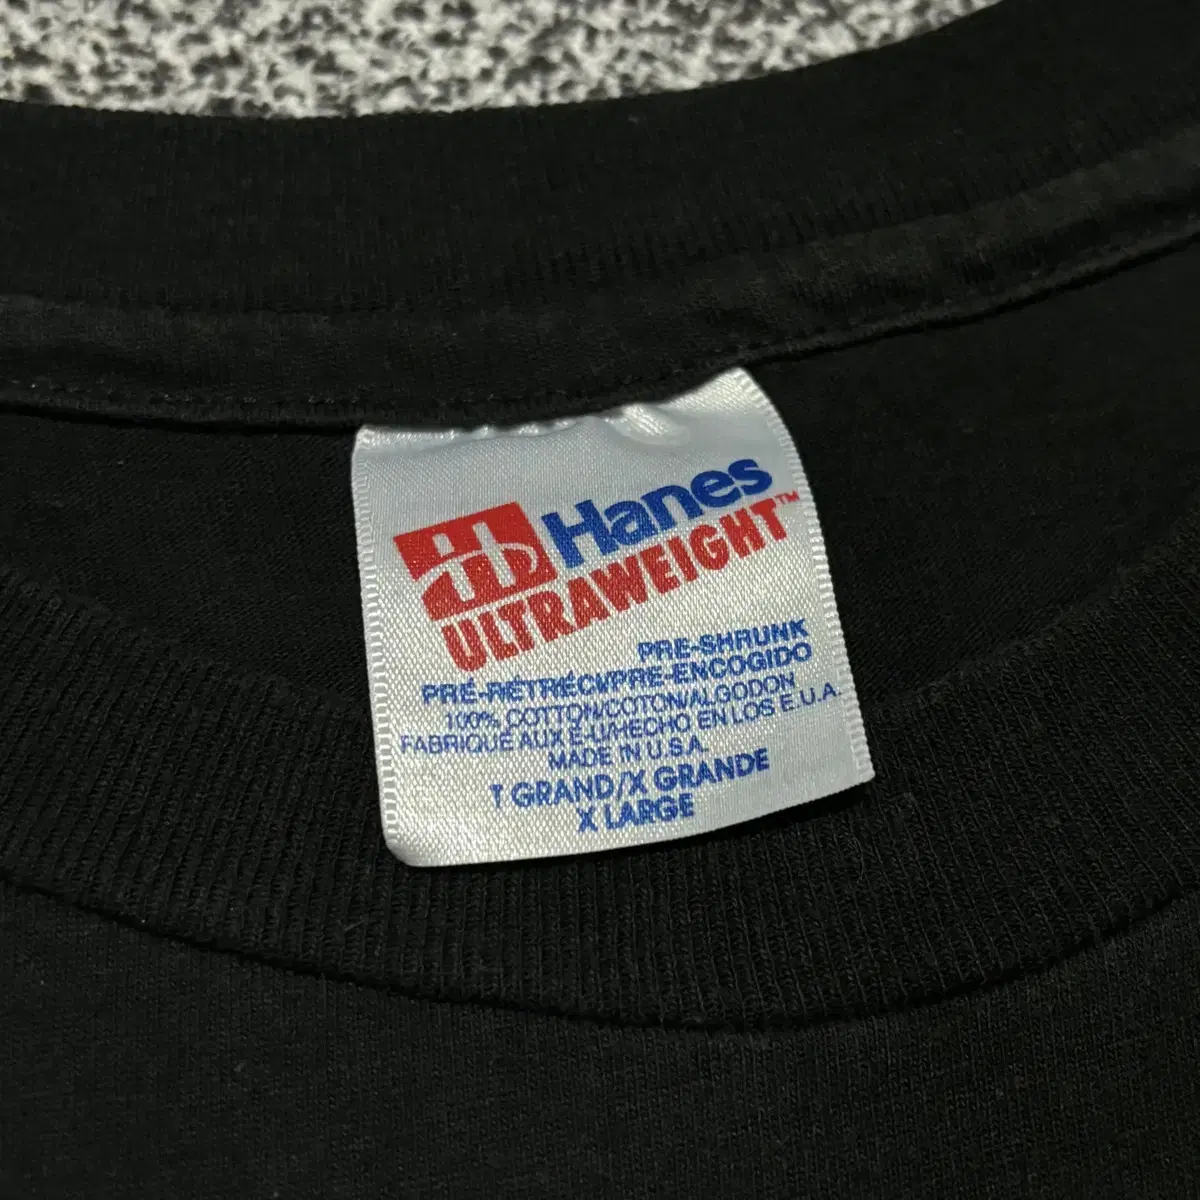 Hanes
ULTRAWEIGHT™
PRE-SHRUNK
PRÉ-RÉTRÉCI/PRE-ENCOGIDO
100% COTTON/COTON/ALGODON
FABRIQUÉ AUX É-U/HECHO EN LOS E.U.A.
MADE IN U.S.A.
T GRAND/X GRANDE
X LARGE